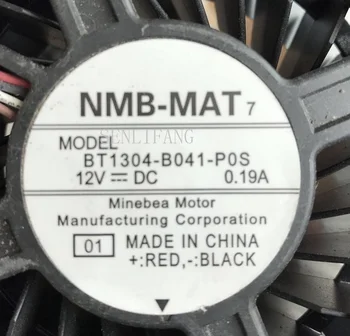 NMB-MAT 7
SENLIFANG
MODEL
BT1304-B041-P0S
12V ⎓ DC 0.19A
Minebea Motor
Manufacturing Corporation
01 MADE IN CHINA
+:RED,-:BLACK